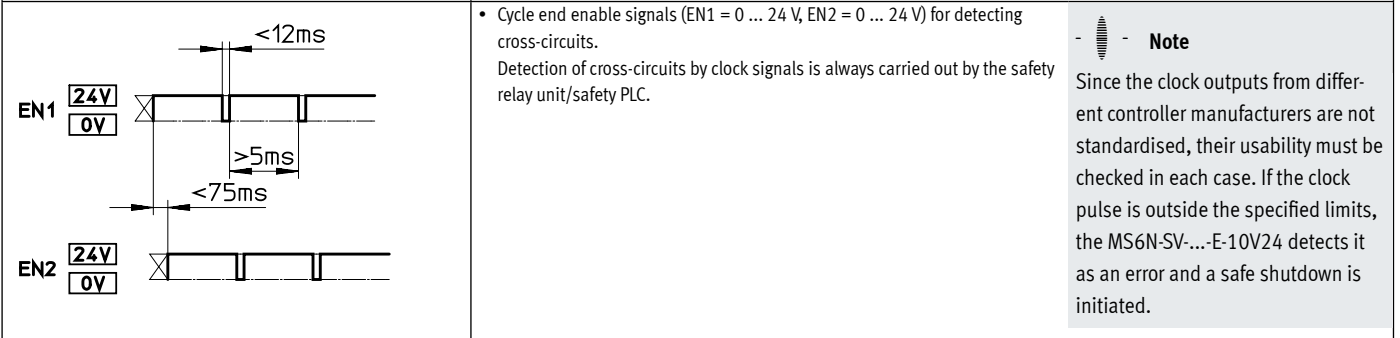 <12ms
EN1
24V
0V
>5ms
<75ms
EN2
24V
0V
• Cycle end enable signals (EN1 = 0 ... 24 V, EN2 = 0 ... 24 V) for detecting
cross-circuits.
Detection of cross-circuits by clock signals is always carried out by the safety
relay unit/safety PLC.
Note
Since the clock outputs from differ-
ent controller manufacturers are not
standardised, their usability must be
checked in each case. If the clock
pulse is outside the specified limits,
the MS6N-SV-...-E-10V24 detects it
as an error and a safe shutdown is
initiated.